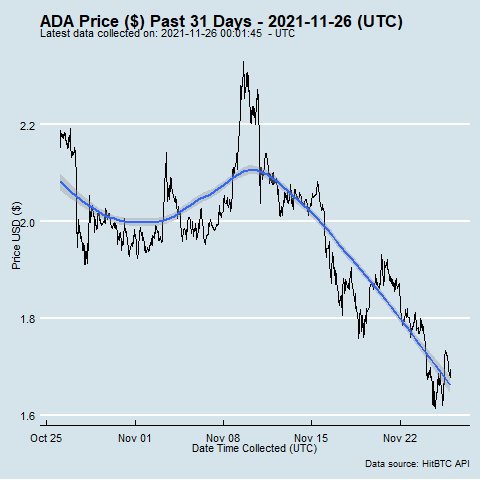 ADA Price ($) Past 31 Days - 2021-11-26 (UTC)
Latest data collected on: 2021-11-26 00:01:45 - UTC
2.2
2.0
1.8
1.6
Price USD ($)
Oct 25 Nov 01 Nov 08 Nov 15 Nov 22
Date Time Collected (UTC)
Data source: HitBTC API